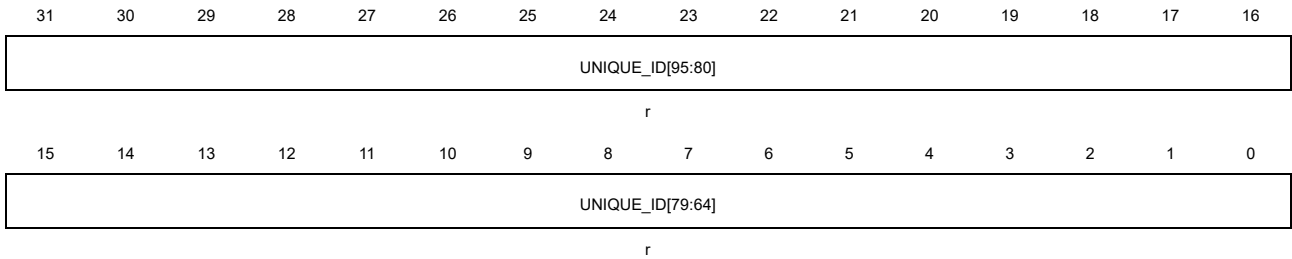 31 30 29 28 27 26 25 24 23 22 21 20 19 18 17 16
UNIQUE_ID[95:80]
r
15 14 13 12 11 10 9 8 7 6 5 4 3 2 1 0
UNIQUE_ID[79:64]
r